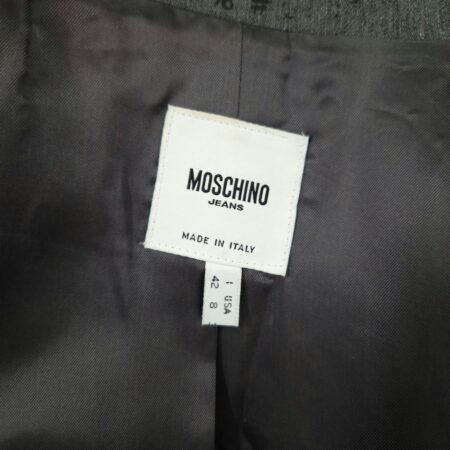 % #
MOSCHINO
JEANS
MADE IN ITALY
I USA
42 8